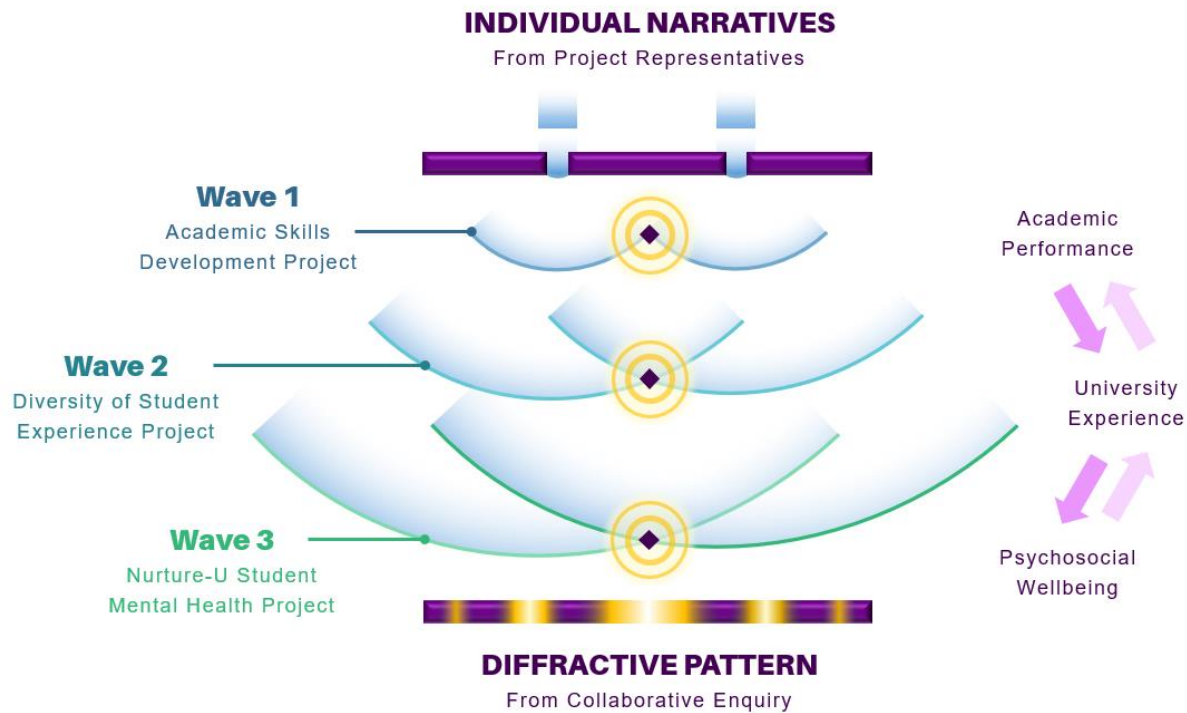 INDIVIDUAL NARRATIVES
From Project Representatives
Wave 1
Academic Skills
Development Project
Wave 2
Diversity of Student
Experience Project
Wave 3
Nurture-U Student
Mental Health Project
Academic
Performance
University
Experience
Psychosocial
Wellbeing
DIFFRACTIVE PATTERN
From Collaborative Enquiry